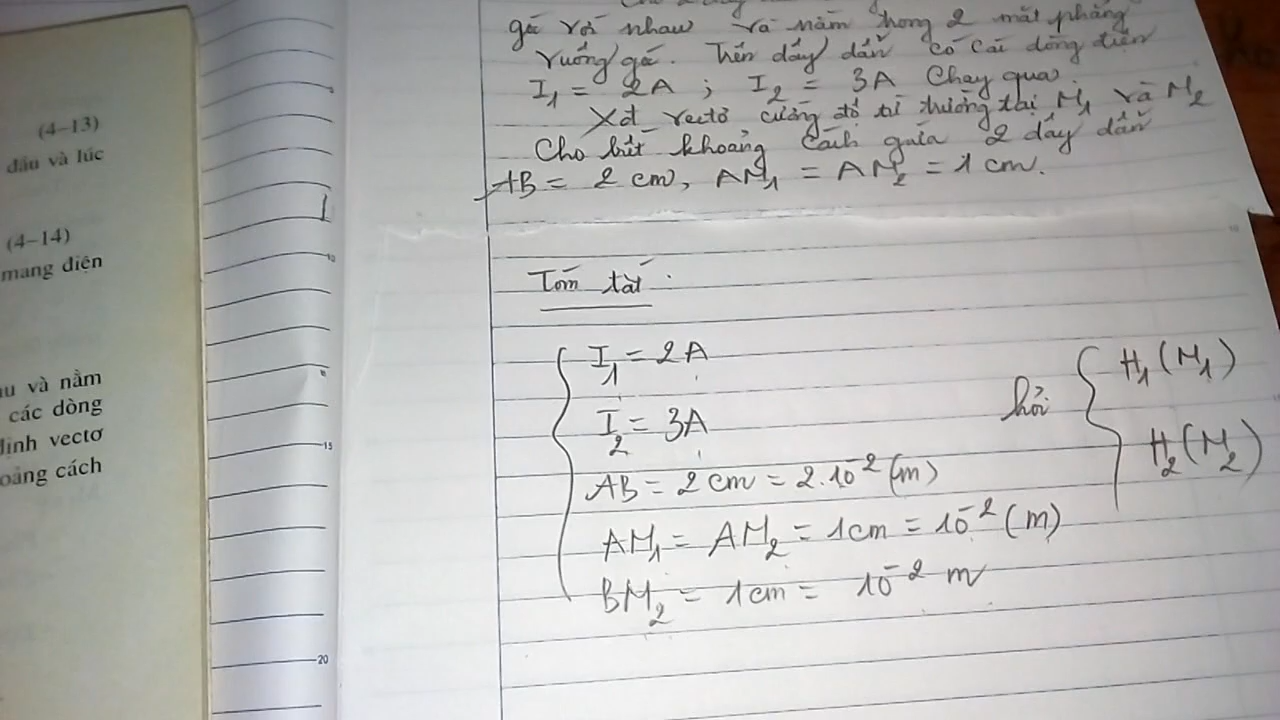 (4-13)
dấu và lúc
(4-14)
mang điện
và nằm
các dòng
vectơ
cách
góc với nhau và nằm trong 2 mặt phẳng
vuông góc. Trên dây dẫn có các dòng điện
I₁ = 2A ; I₂ = 3A Chạy qua.
Xđ vectơ cường độ từ trường tại M₁ và M₂
Cho biết khoảng cách giữa 2 dây dẫn
AB = 2 cm, AM₁ = AM₂ = 1 cm.
Tóm tắt
I₁ = 2A
I₂ = 3A
AB = 2 cm = 2.10⁻² (m)
AM₁ = AM₂ = 1cm = 10⁻² (m)
BM₂ = 1cm = 10⁻² m
hỏi
H₁ (M₁)
H₂ (M₂)
10
15
20